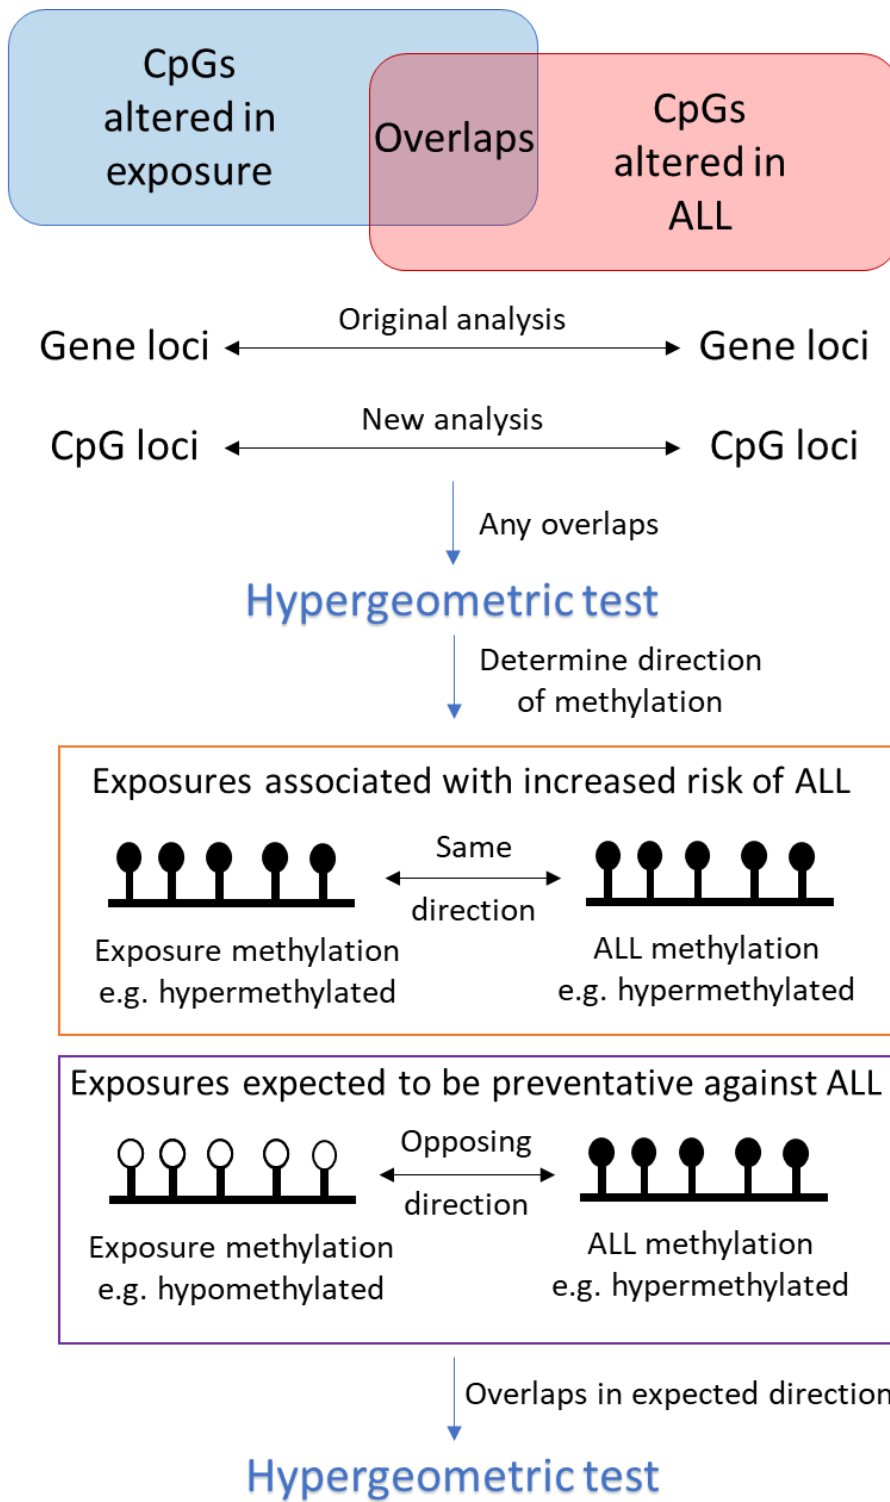 CpGs
altered in
exposure
Overlaps
CpGs
altered in
ALL
Original analysis
Gene loci
Gene loci
New analysis
CpG loci
CpG loci
Any overlaps
Hypergeometric test
Determine direction
of methylation
Exposures associated with increased risk of ALL
Same
direction
Exposure methylation
e.g. hypermethylated
ALL methylation
e.g. hypermethylated
Exposures expected to be preventative against ALL
Opposing
direction
Exposure methylation
e.g. hypomethylated
ALL methylation
e.g. hypermethylated
Overlaps in expected direction
Hypergeometric test